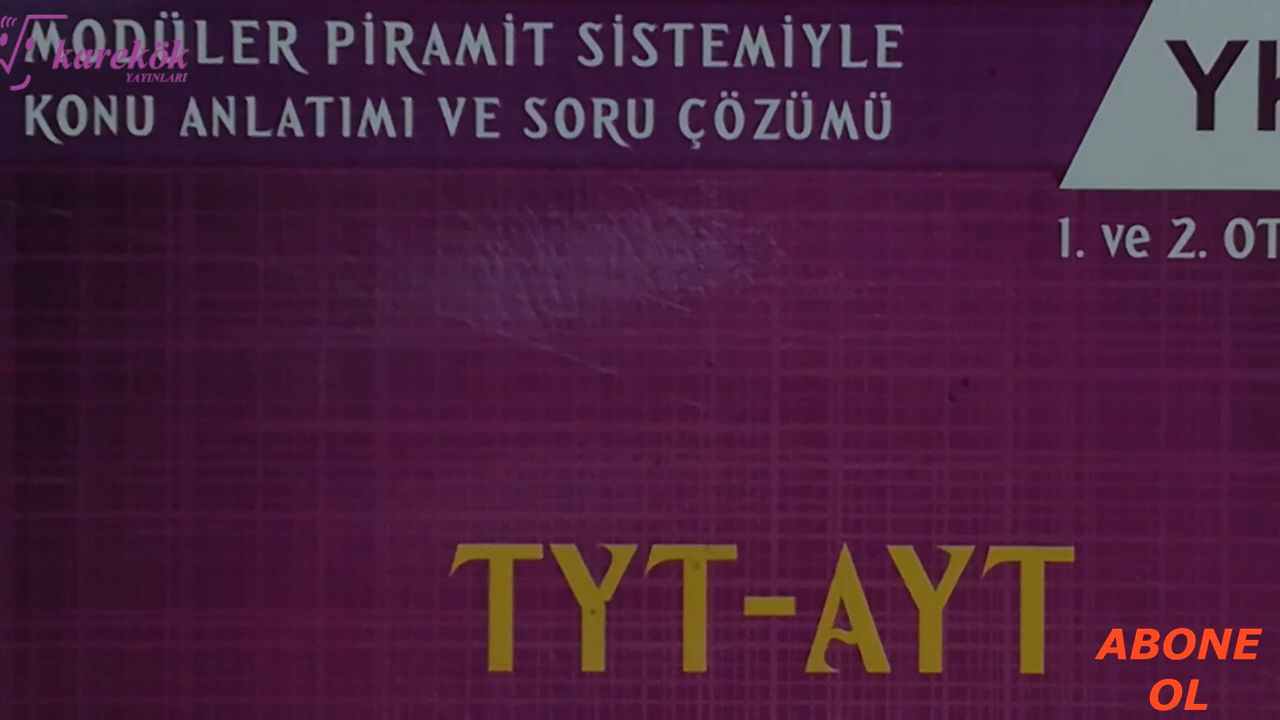 MODÜLER PİRAMİT SİSTEMİYLE
karekök
YAYINLARI
KONU ANLATIMI VE SORU ÇÖZÜMÜ
1. ve 2.
TYT-AYT
ABONE
OL